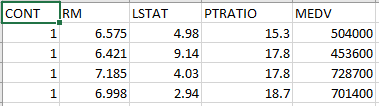 CONT RM LSTAT PTRATIO MEDV
1 6.575 4.98 15.3 504000
1 6.421 9.14 17.8 453600
1 7.185 4.03 17.8 728700
1 6.998 2.94 18.7 701400